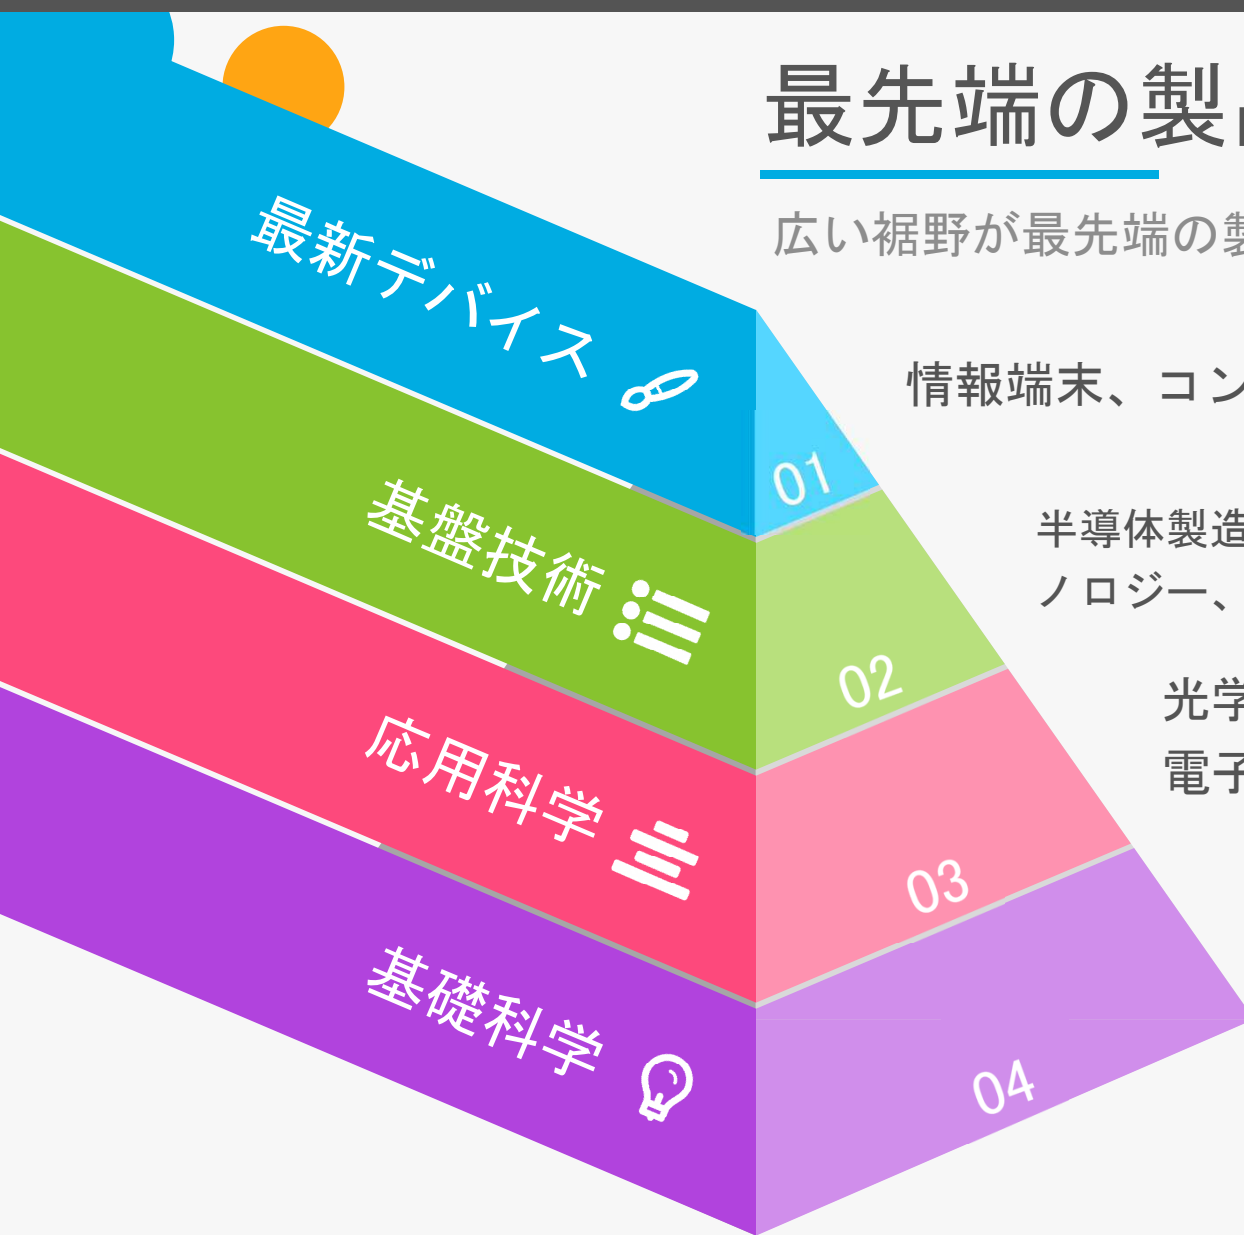 最先端の製
広い裾野が最先端の製
最新デバイス
01
情報端末、コン
基盤技術
02
半導体製造
ノロジー、
応用科学
03
光学
電子
基礎科学
04